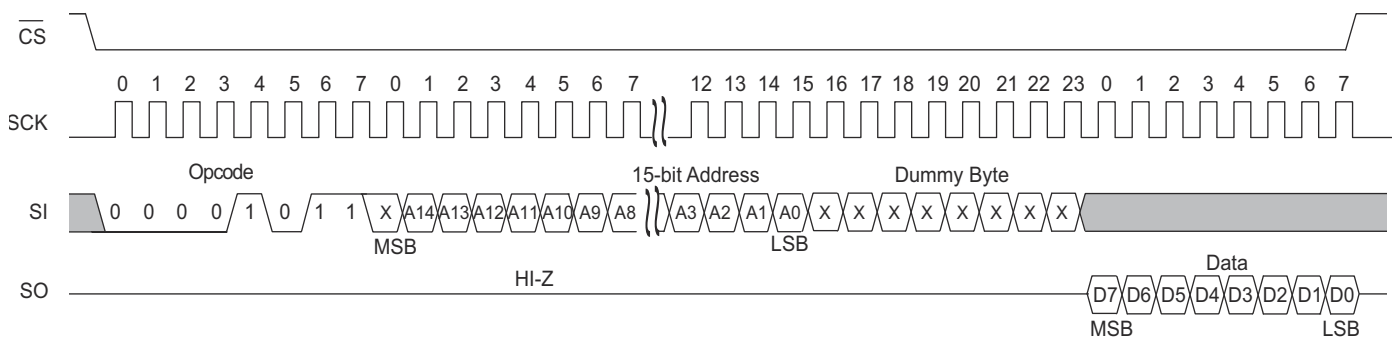 CS
0 1 2 3 4 5 6 7 0 1 2 3 4 5 6 7 12 13 14 15 16 17 18 19 20 21 22 23 0 1 2 3 4 5 6 7
SCK
Opcode 15-bit Address Dummy Byte
SI 0 0 0 0 1 0 1 1 X A14 A13 A12 A11 A10 A9 A8 A3 A2 A1 A0 X X X X X X X X
MSB LSB
HI-Z Data
SO D7 D6 D5 D4 D3 D2 D1 D0
MSB LSB